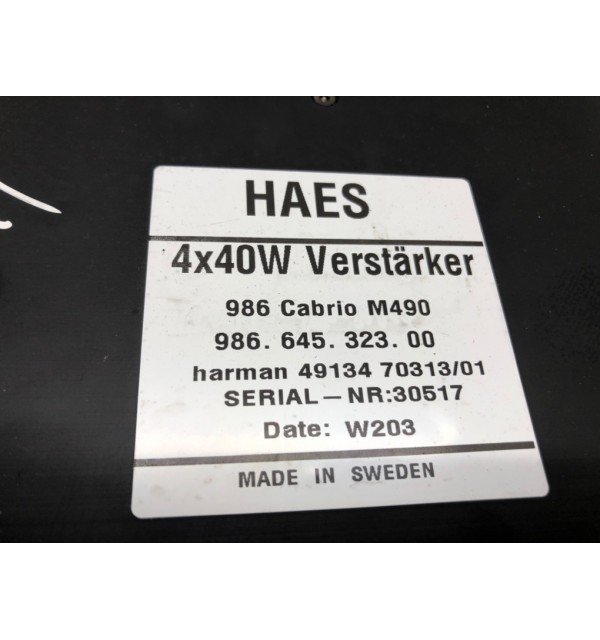 HAES
4x40W Verstärker
986 Cabrio M490
986. 645. 323. 00
harman 49134 70313/01
SERIAL – NR:30517
Date: W203
MADE IN SWEDEN